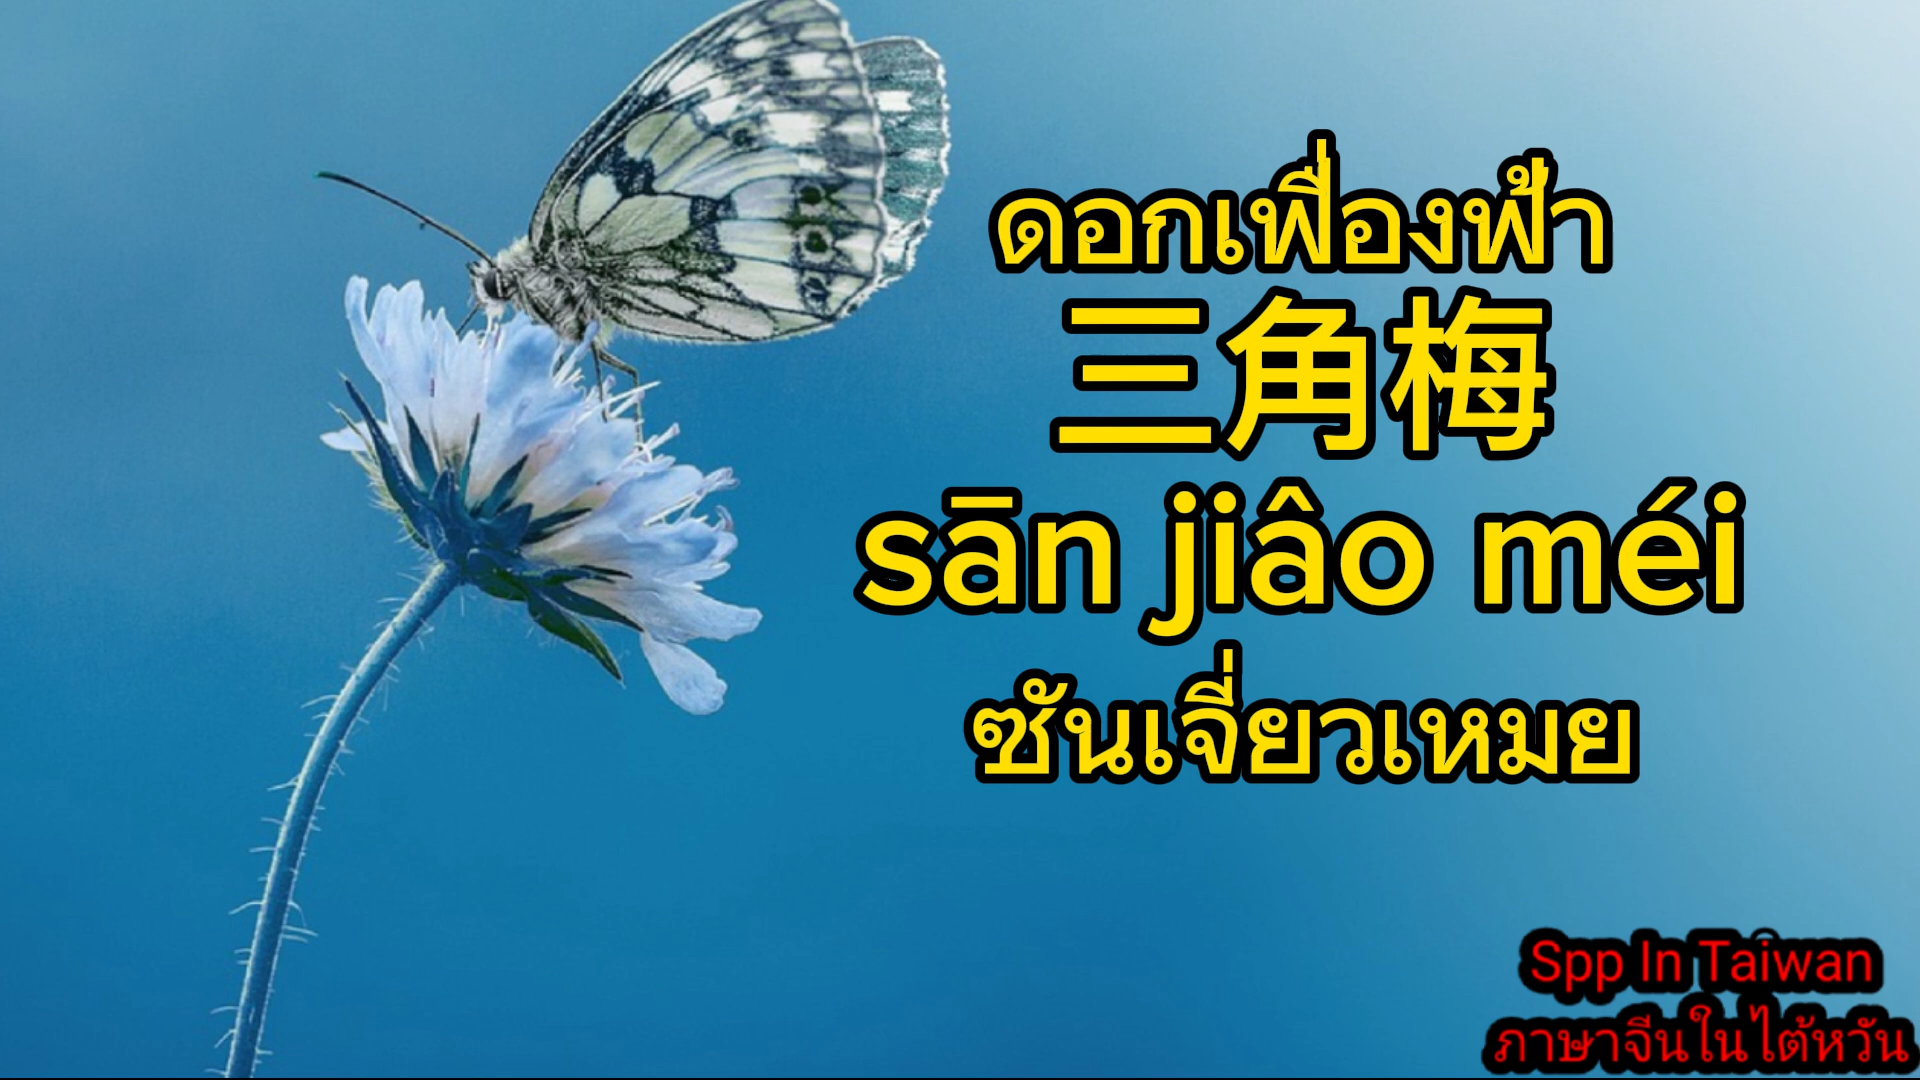 ดอกเฟื่องฟ้า
三角梅
sān jiâo méi
ซันเจี่ยวเหมย
Spp In Taiwan
ภาษาจีนในไต้หวัน